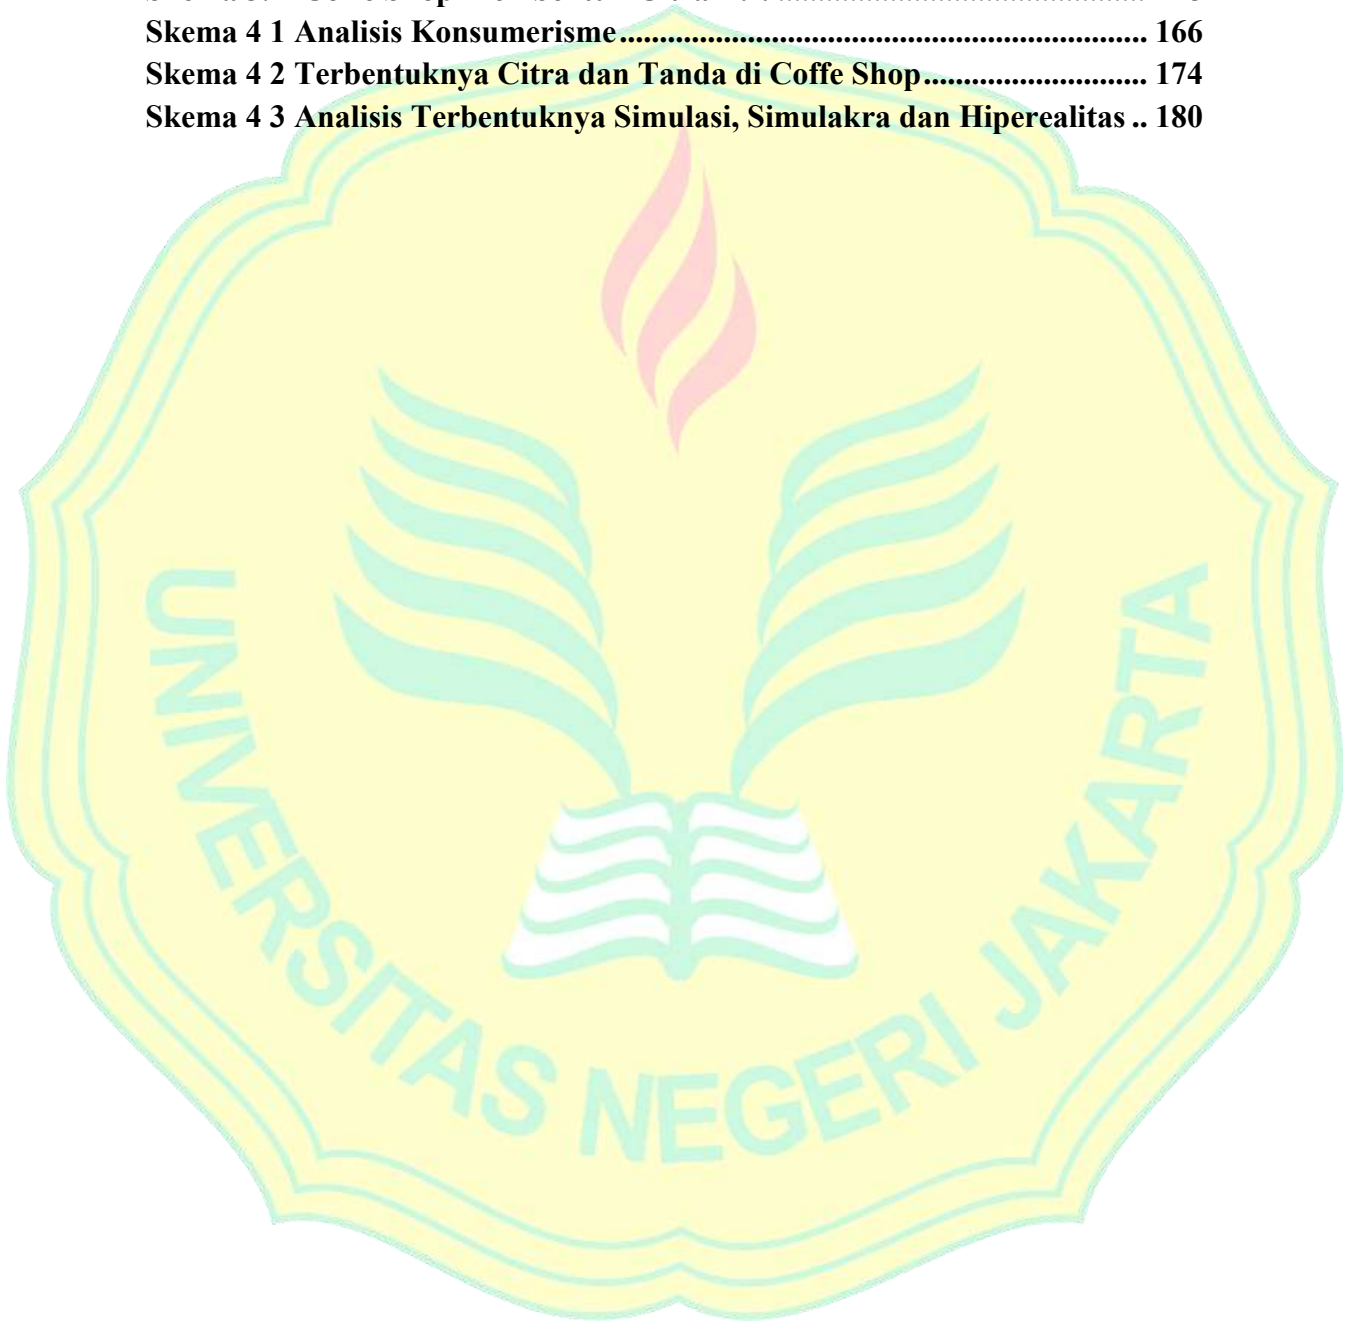 Skema 4 1 Analisis Konsumerisme.................................................................. 166
Skema 4 2 Terbentuknya Citra dan Tanda di Coffe Shop............................ 174
Skema 4 3 Analisis Terbentuknya Simulasi, Simulakra dan Hiperealitas .. 180
UNIVERSITAS NEGERI JAKARTA